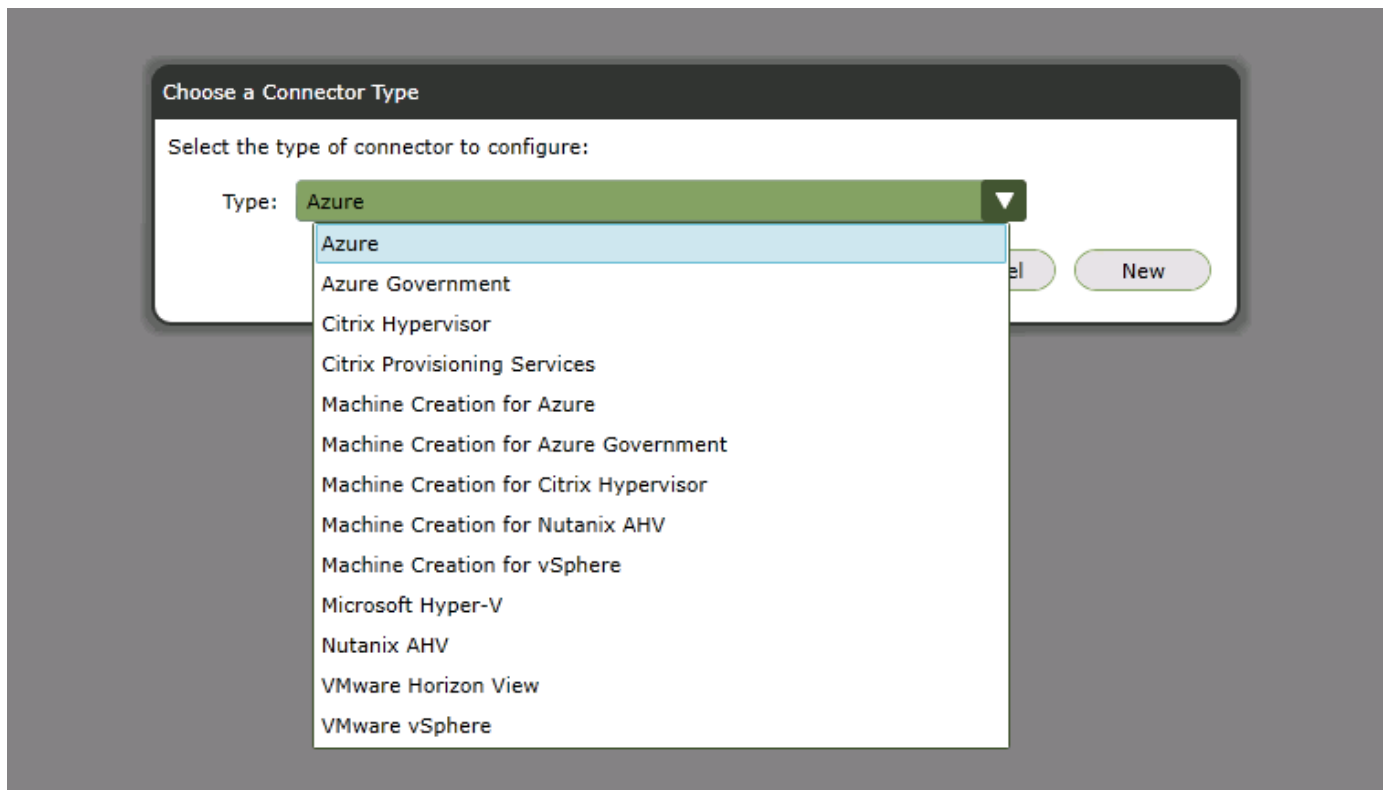 Choose a Connector Type
Select the type of connector to configure:
Type: Azure
Azure
Azure Government
New
Citrix Hypervisor
Citrix Provisioning Services
Machine Creation for Azure
Machine Creation for Azure Government
Machine Creation for Citrix Hypervisor
Machine Creation for Nutanix AHV
Machine Creation for vSphere
Microsoft Hyper-V
Nutanix AHV
VMware Horizon View
VMware vSphere